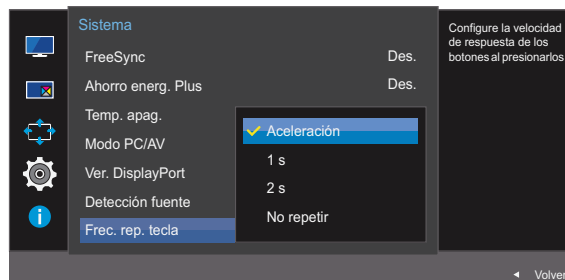 Sistema
FreeSync Des.
Ahorro energ. Plus Des.
Temp. apag.
Modo PC/AV
Ver. DisplayPort
Detección fuente
Frec. rep. tecla
Aceleración
1 s
2 s
No repetir
Configure la velocidad
de respuesta de los
botones al presionarlos
Volver